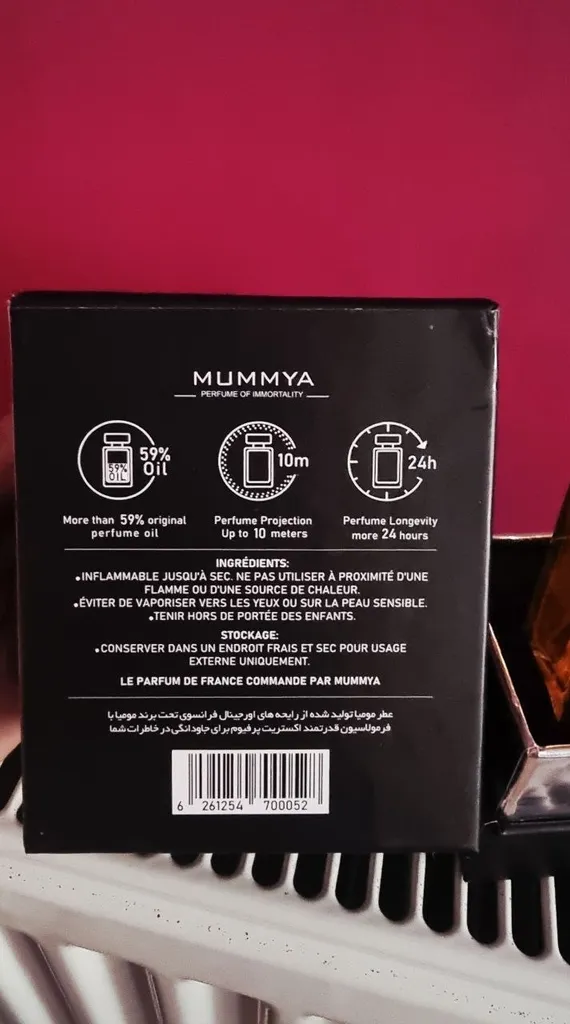 MUMMYA
PERFUME OF IMMORTALITY
59%
Oil
59%
OIL
10m
24h
More than 59% original
perfume oil
Perfume Projection
Up to 10 meters
Perfume Longevity
more 24 hours
INGRÉDIENTS:
•INFLAMMABLE JUSQU'À SEC. NE PAS UTILISER À PROXIMITÉ D'UNE
FLAMME OU D'UNE SOURCE DE CHALEUR.
•ÉVITER DE VAPORISER VERS LES YEUX OU SUR LA PEAU SENSIBLE.
•TENIR HORS DE PORTÉE DES ENFANTS.
STOCKAGE:
•CONSERVER DANS UN ENDROIT FRAIS ET SEC POUR USAGE
EXTERNE UNIQUEMENT.
LE PARFUM DE FRANCE COMMANDE PAR MUMMYA
عطر مومیا تولید شده از رایحه های اورجینال فرانسوی تحت برند مومیا با
فرمولاسیون قدرتمند اکستریت پرفیوم برای جاودانگی در خاطرات شما
6 261254 700052